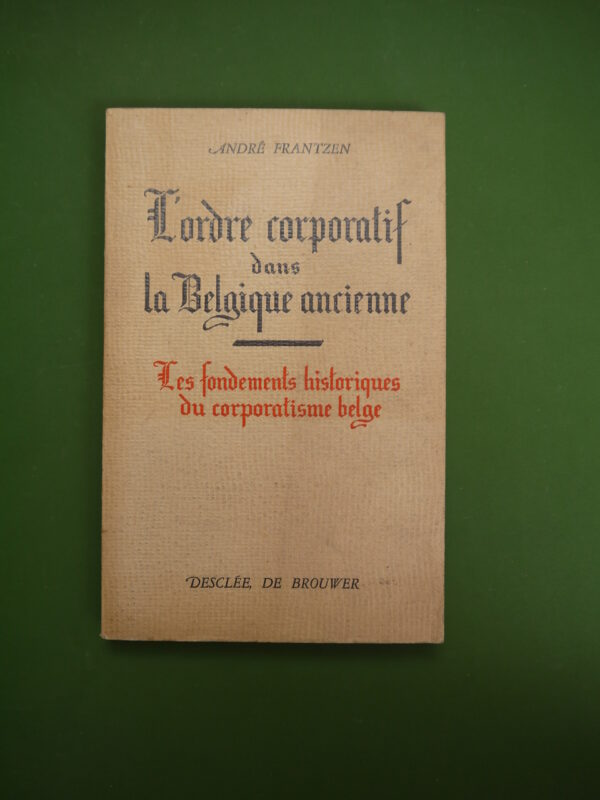 ANDRÉ FRANTZEN
L'ordre corporatif
dans
la Belgique ancienne
Les fondements historiques
du corporatisme belge
DESCLÉE, DE BROUWER